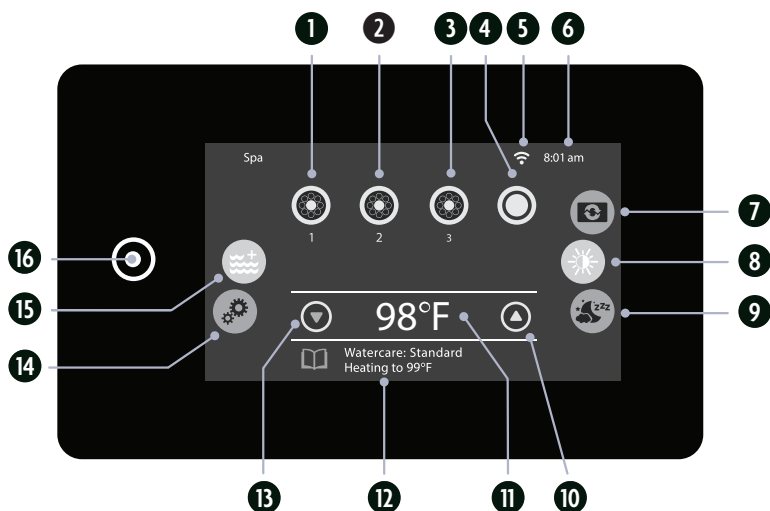 1 2 3 4 5 6
Spa 8:01 am
7
1 2 3
16 8
15
98°F 9
14 Watercare: Standard
Heating to 99°F
13 12 11 10
zzz